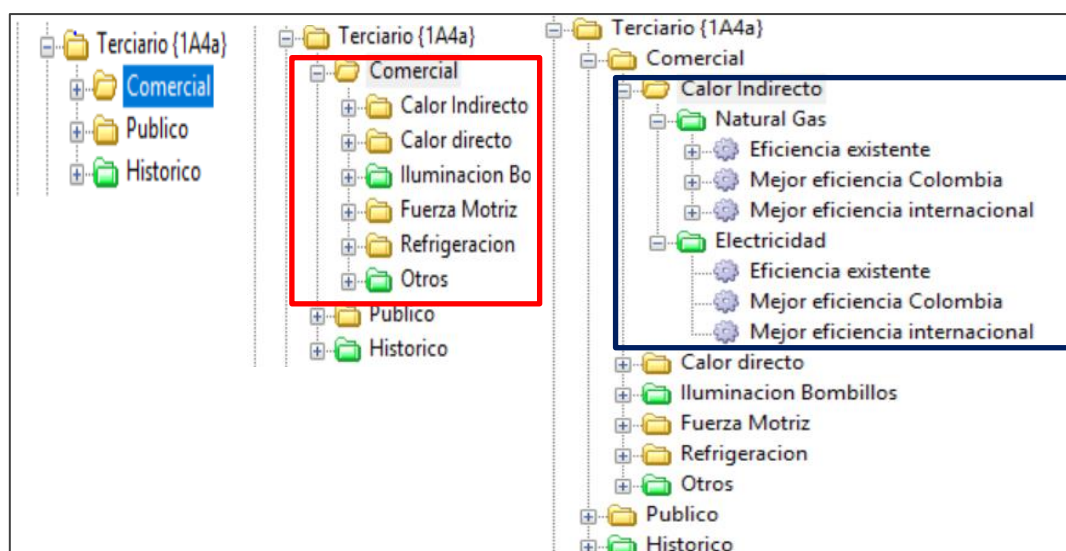 Terciario {1A4a}
Comercial
Publico
Historico
Terciario {1A4a}
Comercial
Calor Indirecto
Calor directo
Iluminacion Bo
Fuerza Motriz
Refrigeracion
Otros
Publico
Historico
Terciario {1A4a}
Comercial
Calor Indirecto
Natural Gas
Eficiencia existente
Mejor eficiencia Colombia
Mejor eficiencia internacional
Electricidad
Eficiencia existente
Mejor eficiencia Colombia
Mejor eficiencia internacional
Calor directo
Iluminacion Bombillos
Fuerza Motriz
Refrigeracion
Otros
Publico
Historico